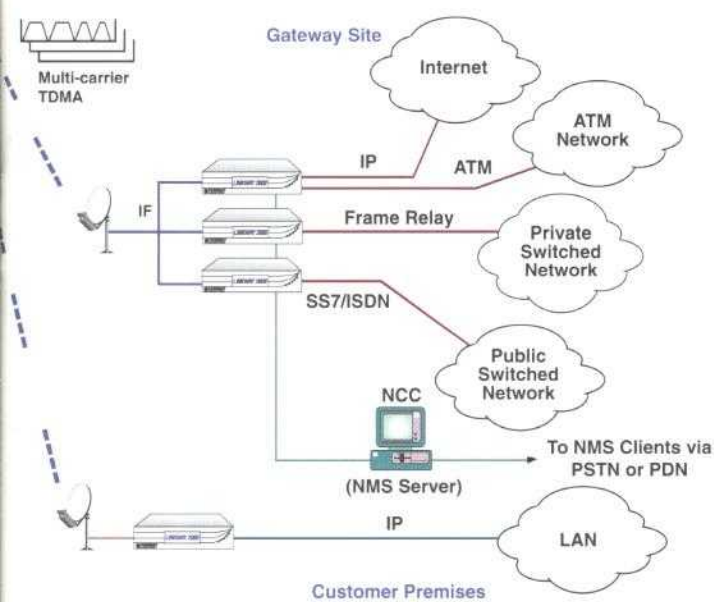 Gateway Site
Multi-carrier
TDMA
Internet
ATM
Network
IP
ATM
IF
Frame Relay
Private
Switched
Network
SS7/ISDN
Public
Switched
Network
NCC
(NMS Server)
To NMS Clients via
PSTN or PDN
IP
LAN
Customer Premises